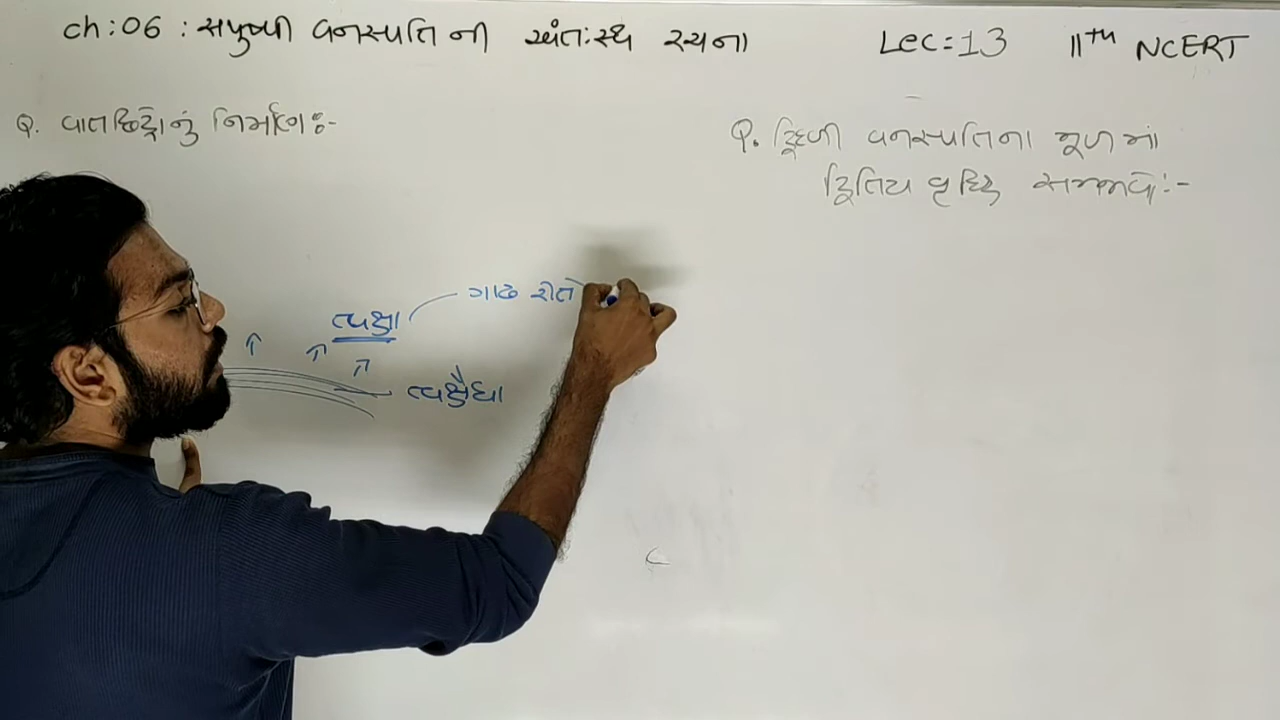 ch:06 : સપુષ્પી વનસ્પતિ ની અંતઃસ્થ રચના
Lec=13 11th NCERT
Q. વાતછિદ્રોનું નિર્માણ:-
ત્વક્ષા
ગાઢ રીતે
ત્વક્ષૈધા
Q. દ્વિદળી વનસ્પતિના મૂળમાં
દ્વિતિય વૃધ્ધિ સમજાવો:-